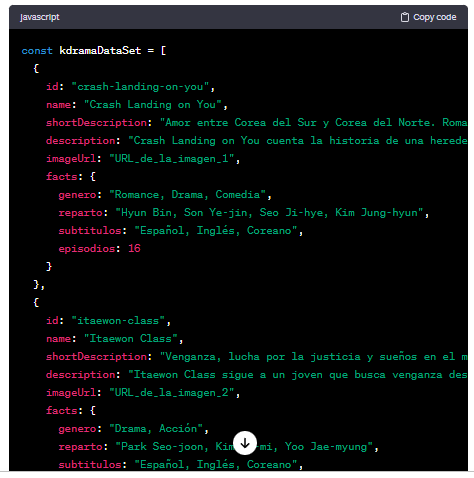 javascript
Copy code
const kdramaDataSet = [
{
id: "crash-landing-on-you",
name: "Crash Landing on You",
shortDescription: "Amor entre Corea del Sur y Corea del Norte. Roma
description: "Crash Landing on You cuenta la historia de una herede
imageUrl: "URL_de_la_imagen_1",
facts: {
genero: "Romance, Drama, Comedia",
reparto: "Hyun Bin, Son Ye-jin, Seo Ji-hye, Kim Jung-hyun",
subtitulos: "Español, Inglés, Coreano",
episodios: 16
}
},
{
id: "itaewon-class",
name: "Itaewon Class",
shortDescription: "Venganza, lucha por la justicia y sueños en el m
description: "Itaewon Class sigue a un joven que busca venganza des
imageUrl: "URL_de_la_imagen_2",
facts: {
genero: "Drama, Acción",
reparto: "Park Seo-joon, Kim -mi, Yoo Jae-myung",
subtitulos: "Español, Inglés, Coreano",